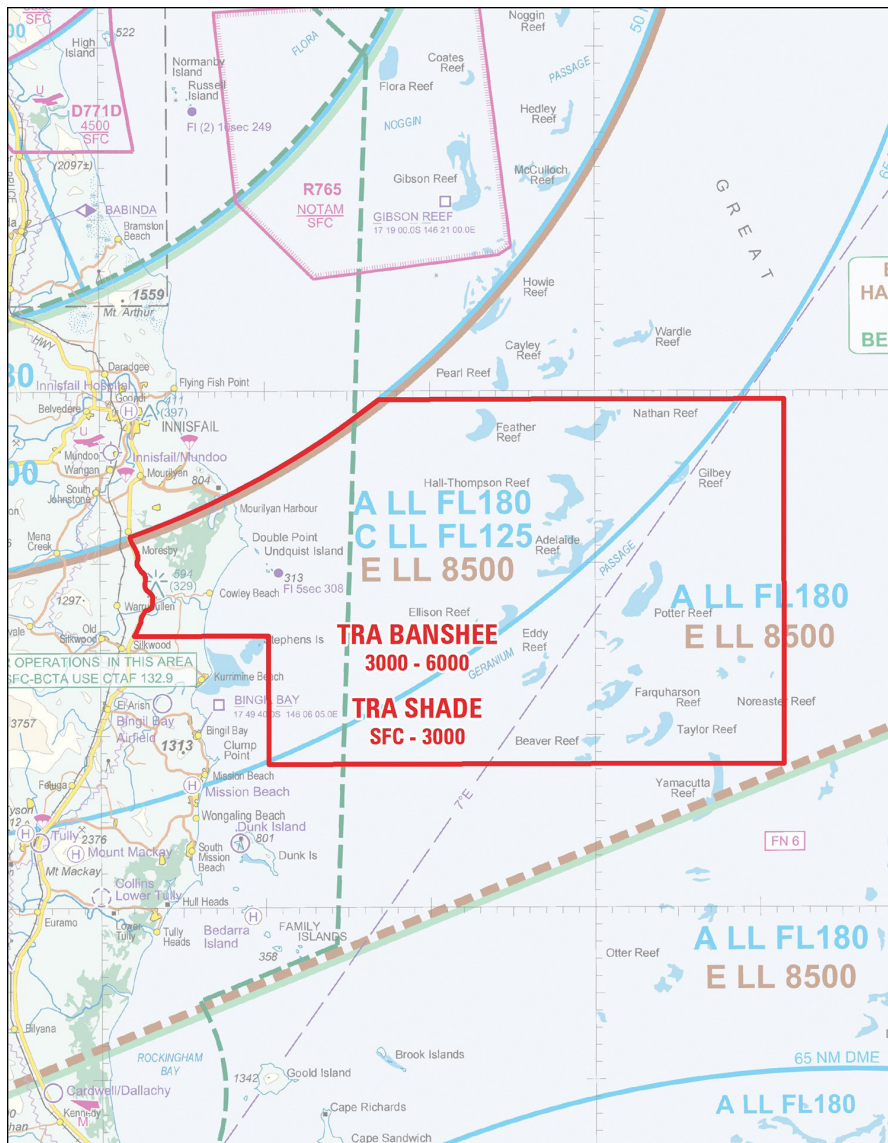 SFC
00
High
Island
522
FLORA
Noggin
Reef
50
Normanby
Island
Russell
Island
Coates
Reef
Flora Reef
PASSAGE
U
D771D
4500
SFC
Fl (2) 16sec 249
NOGGIN
Hedley
Reef
(2097±)
R765
NOTAM
SFC
Gibson Reef
McCulloch
Reef
GREAT
BABINDA
GIBSON REEF
17 19 00.0S 146 21 00.0E
Bramston
Beach
1559
Mt. Arthur
Howie
Reef
HA
BE
HWY
Wardle
Reef
Cayley
Reef
Daradgee
Pearl Reef
80
Innisfail Hospital
Flying Fish Point
Goondi
411
(397)
Belvedere
H
INNISFAIL
Feather
Reef
Nathan Reef
U
Mundoo
Innisfail/Mundoo
Wangan
00
Mourilyan
804
Hall-Thompson Reef
Gilbey
Reef
South
Johnstone
Mourilyan Harbour
A LL FL180
C LL FL125
E LL 8500
Mena
Creek
Double Point
Undquist Island
Adelaide
Reef
Moresby
PASSAGE
594
(329)
313
Fl 5sec 308
1297
Cowley Beach
Warrubullen
Ellison Reef
A LL FL180
E LL 8500
Potter Reef
Old
Silkwood
Silkwood
Stephens Is
TRA BANSHEE
3000 - 6000
Eddy
Reef
OPERATIONS IN THIS AREA
SFC-BCTA USE CTAF 132.9
GERANIUM
Kurrimine Beach
Farquharson
Reef
Noreaster Reef
El Arish
BINGIL BAY
17 49 40.0S 146 06 05.0E
TRA SHADE
SFC - 3000
Bingil Bay
Airfield
3757
Bingil Bay
Taylor Reef
1313
Clump
Point
Beaver Reef
Mission Beach
Feluga
H
Mission Beach
Yamacutta
Reef
7°E
Wongaling Beach
H
Tully
2376
Dunk Island
801
FN 6
H
Mount Mackay
South
Mission
Beach
Dunk Is
Mt Mackay
Collins
Lower Tully
Hull Heads
Euramo
Lower
Tully
Tully
Heads
H
Bedarra
Island
FAMILY
ISLANDS
358
A LL FL180
E LL 8500
Otter Reef
Bilyana
ROCKINGHAM
BAY
Brook Islands
65 NM DME
1342
Goold Island
Cardwell/Dallachy
M
Kennedy
Cape Richards
A LL FL180
Cape Sandwich